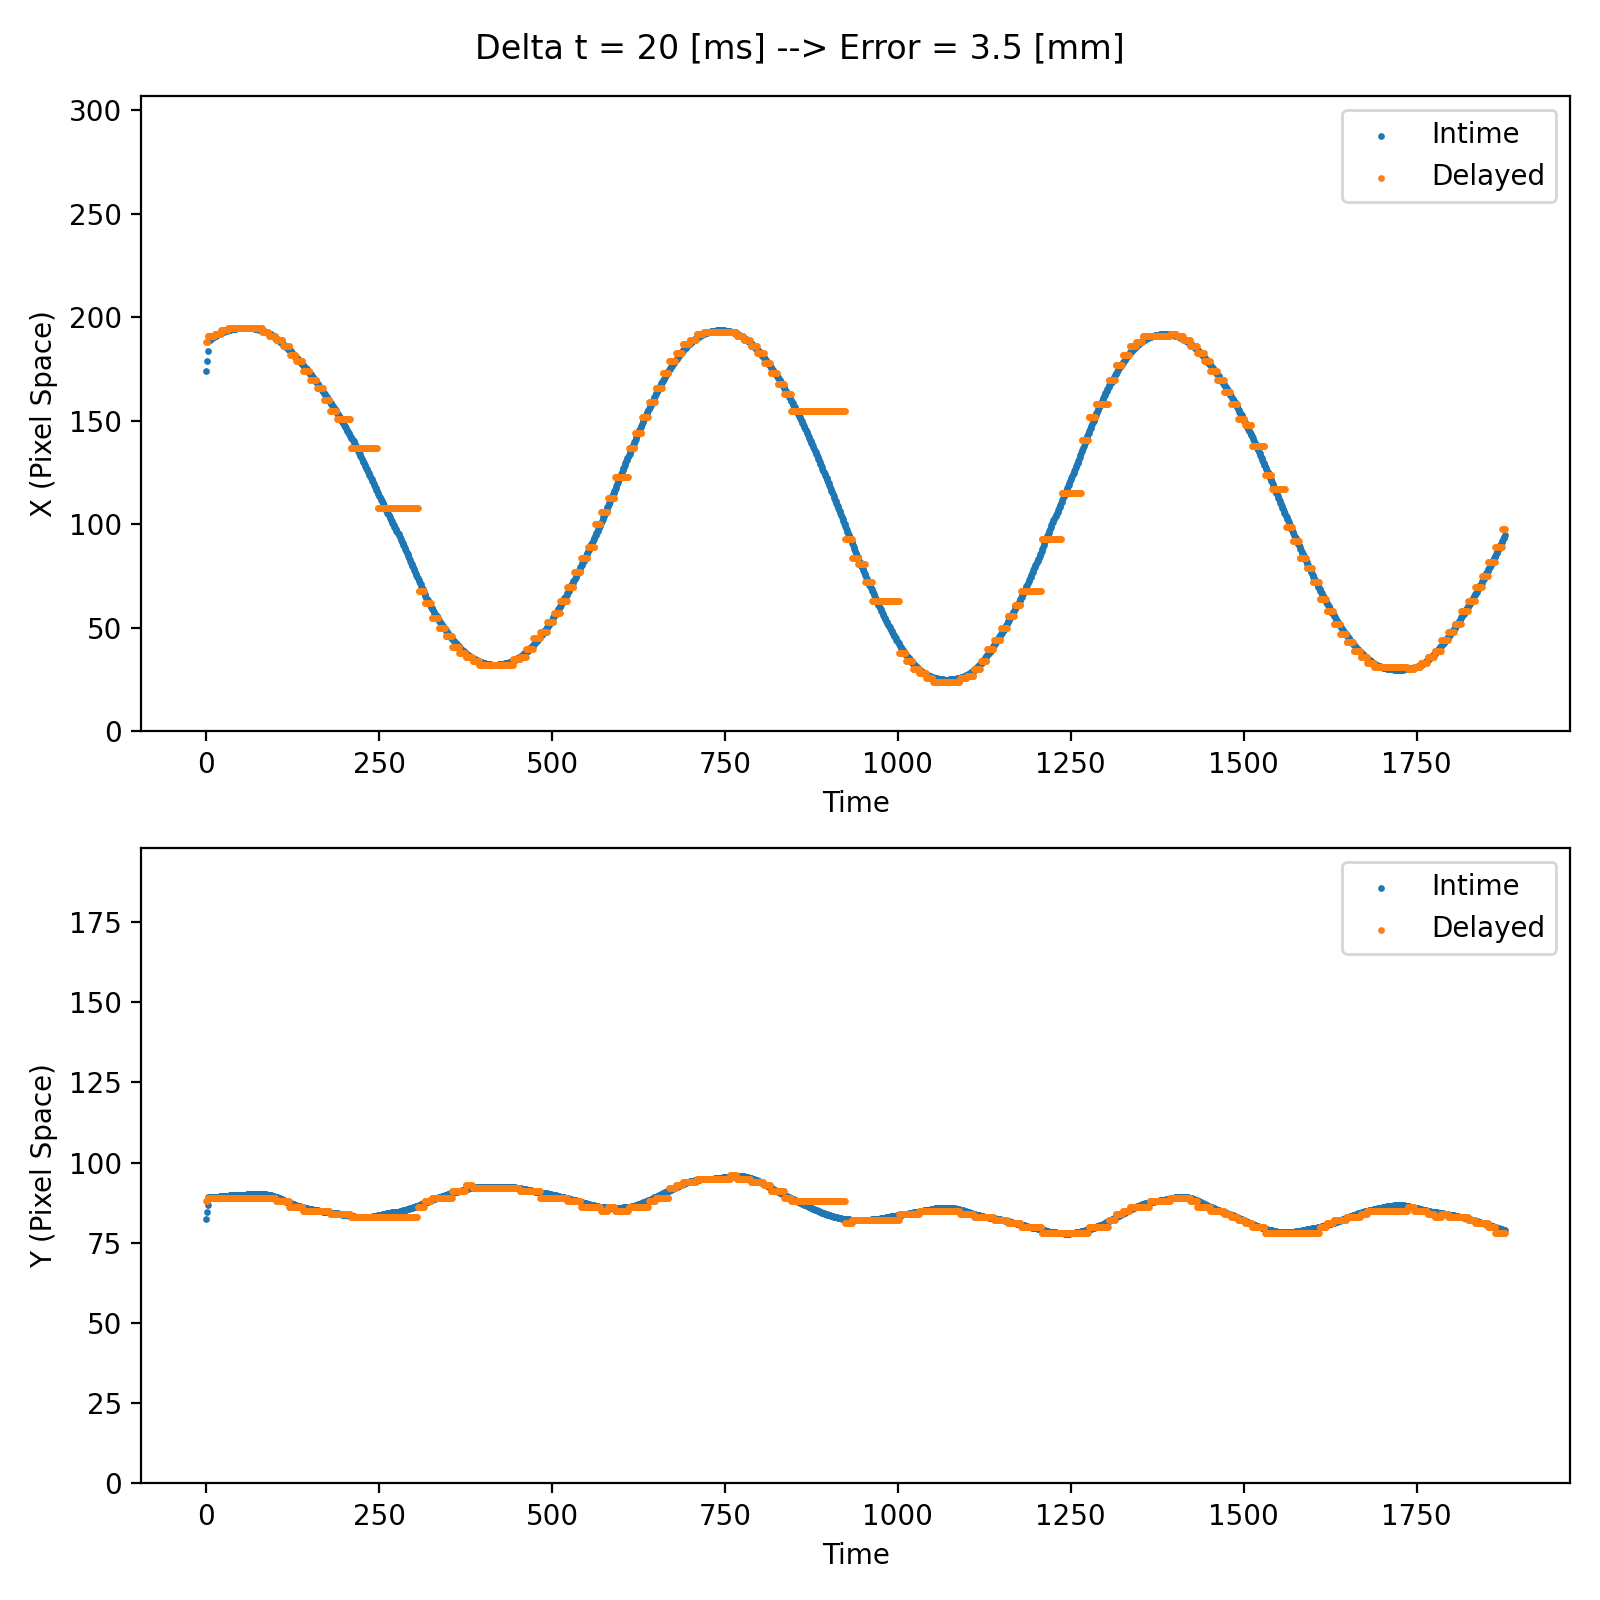 Delta t = 20 [ms] --> Error = 3.5 [mm]
300
250
200
150
100
50
0
X (Pixel Space)
Intime
Delayed
0 250 500 750 1000 1250 1500 1750
Time
175
150
125
100
75
50
25
0
Y (Pixel Space)
Intime
Delayed
0 250 500 750 1000 1250 1500 1750
Time